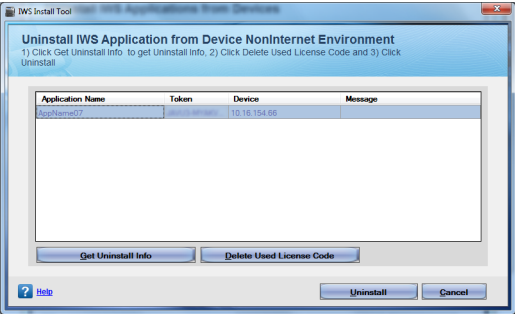 IWS Install Tool
Uninstall IWS Application from Device NonInternet Environment
1) Click Get Uninstall Info to get Uninstall Info, 2) Click Delete Used License Code and 3) Click
Uninstall
Application Name Token Device Message
AppName07 10.16.154.66
Get Uninstall Info Delete Used License Code
? Help Uninstall Cancel